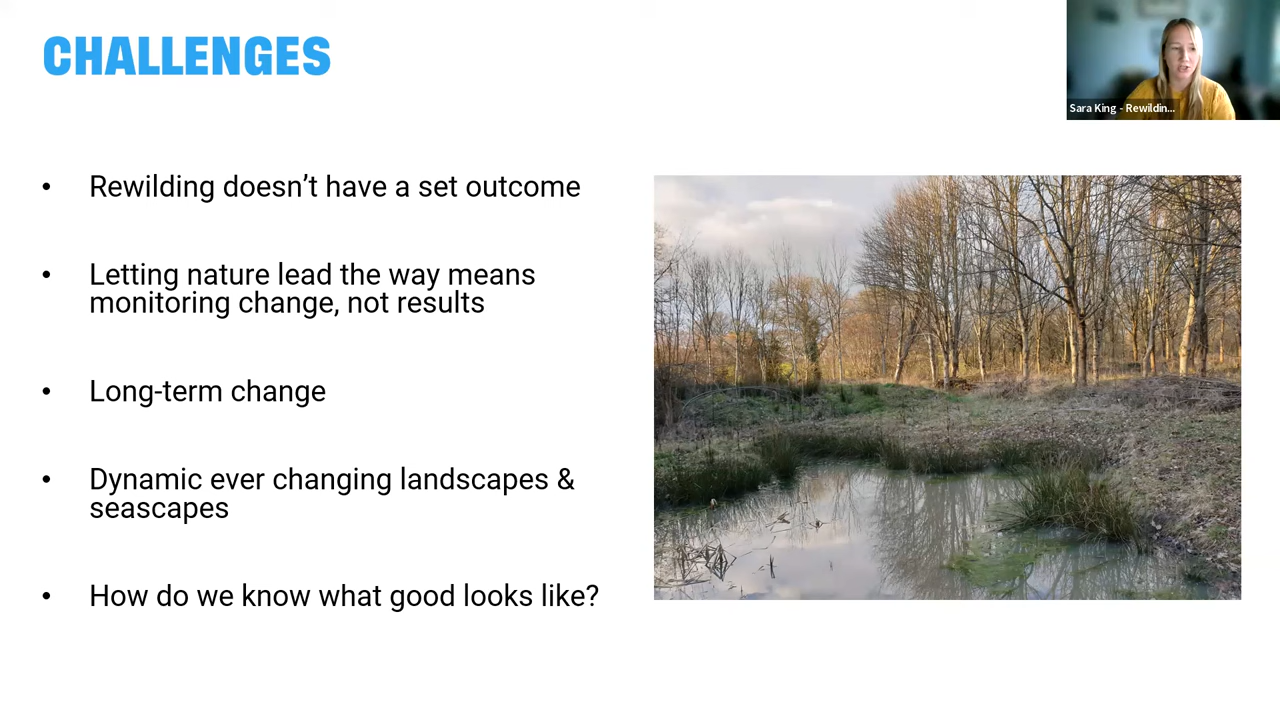 CHALLENGES
Sara King - Rewildin...
• Rewilding doesn’t have a set outcome
• Letting nature lead the way means
monitoring change, not results
• Long-term change
• Dynamic ever changing landscapes &
seascapes
• How do we know what good looks like?